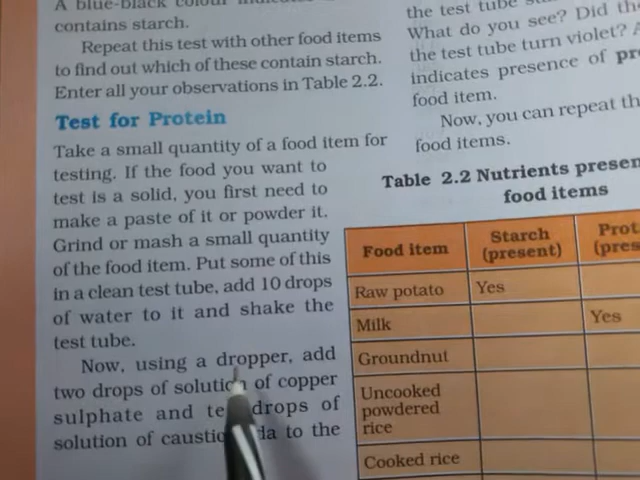 A blue-black colour
contains starch.
Repeat this test with other food items
to find out which of these contain starch.
Enter all your observations in Table 2.2.
Test for Protein
Take a small quantity of a food item for
testing. If the food you want to
test is a solid, you first need to
make a paste of it or powder it.
Grind or mash a small quantity
of the food item. Put some of this
in a clean test tube, add 10 drops
of water to it and shake the
test tube.
Now, using a dropper, add
two drops of solution of copper
sulphate and drops of
solution of to the
the test tube
What do you see? Did
the test tube turn violet?
indicates presence of
food item.
Now, you can repeat
food items.
Table 2.2 Nutrients
food items
Food item Starch
(present)
Raw potato Yes
Milk Yes
Groundnut
Uncooked
powdered
rice
Cooked rice